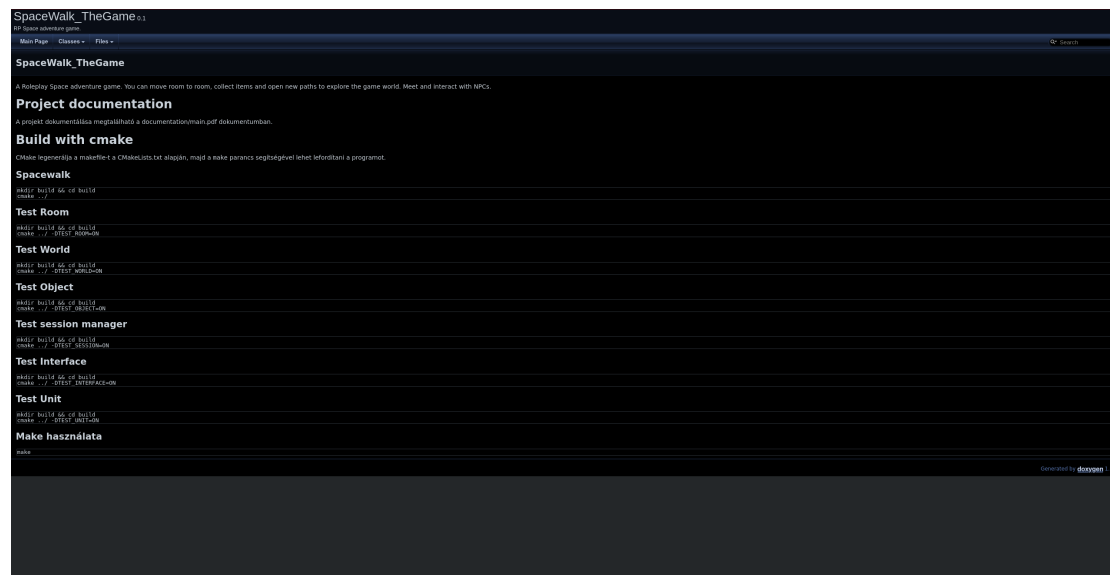 SpaceWalk_TheGame 0.1
RP Space adventure game.
Main Page Classes Files Search
SpaceWalk_TheGame
A Roleplay Space adventure game. You can move room to room, collect items and open new paths to explore the game world. Meet and interact with NPCs.
Project documentation
A projekt dokumentálása megtalálható a documentation/main.pdf dokumentumban.
Build with cmake
CMake legenerálja a makefile-t a CMakeLists.txt alapján, majd a make parancs segítségével lehet lefordítani a programot.
Spacewalk
mkdir build && cd build
cmake ../
Test Room
mkdir build && cd build
cmake ../ -DTEST_ROOM=ON
Test World
mkdir build && cd build
cmake ../ -DTEST_WORLD=ON
Test Object
mkdir build && cd build
cmake ../ -DTEST_OBJECT=ON
Test session manager
mkdir build && cd build
cmake ../ -DTEST_SESSION=ON
Test Interface
mkdir build && cd build
cmake ../ -DTEST_INTERFACE=ON
Test Unit
mkdir build && cd build
cmake ../ -DTEST_UNIT=ON
Make használata
make
Generated by doxygen 1.